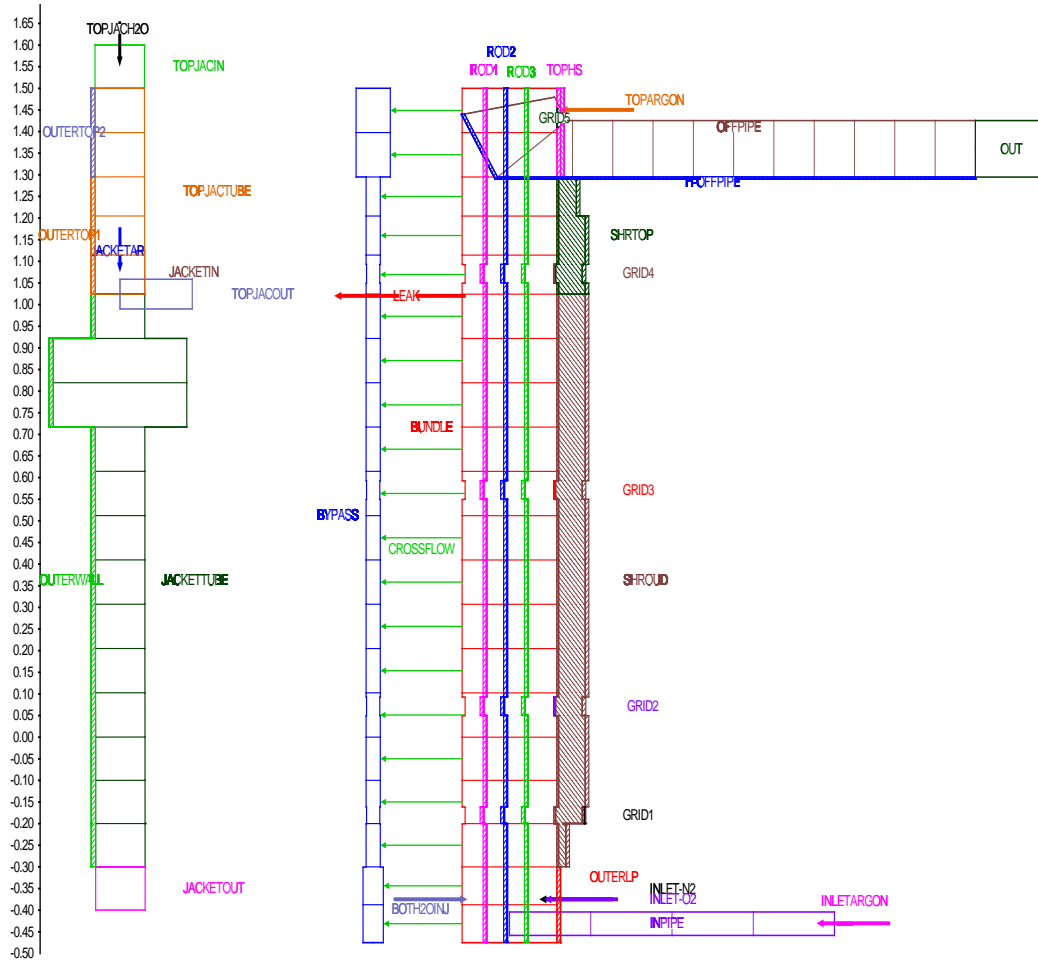 1.65
1.60
1.50
1.45
1.40
1.35
1.30
1.25
1.20
1.15
1.10
1.05
1.00
0.95
0.90
0.85
0.80
0.75
0.70
0.65
0.60
0.55
0.50
0.45
0.40
0.35
0.30
0.25
0.20
0.15
0.10
0.05
0.00
-0.05
-0.10
-0.15
-0.20
-0.25
-0.30
-0.35
-0.40
-0.45
-0.50
TOPJACH2O
TOPJACIN
OUTERTOP2
TOPJACTUBE
OUTERTOP1
JACKETAR
JACKETIN
TOPJACOUT
OUTERWALL
JACKETTUBE
JACKETOUT
ROD2
ROD1
ROD3
TOPHS
TOPARGON
GRID5
OFFPIPE
OUT
H-OFFPIPE
SHRTOP
GRID4
LEAK
BUNDLE
GRID3
BYPASS
CROSSFLOW
SHROUD
GRID2
GRID1
OUTERLP
INLET-N2
INLET-O2
BOTH2OINJ
INPIPE
INLETARGON